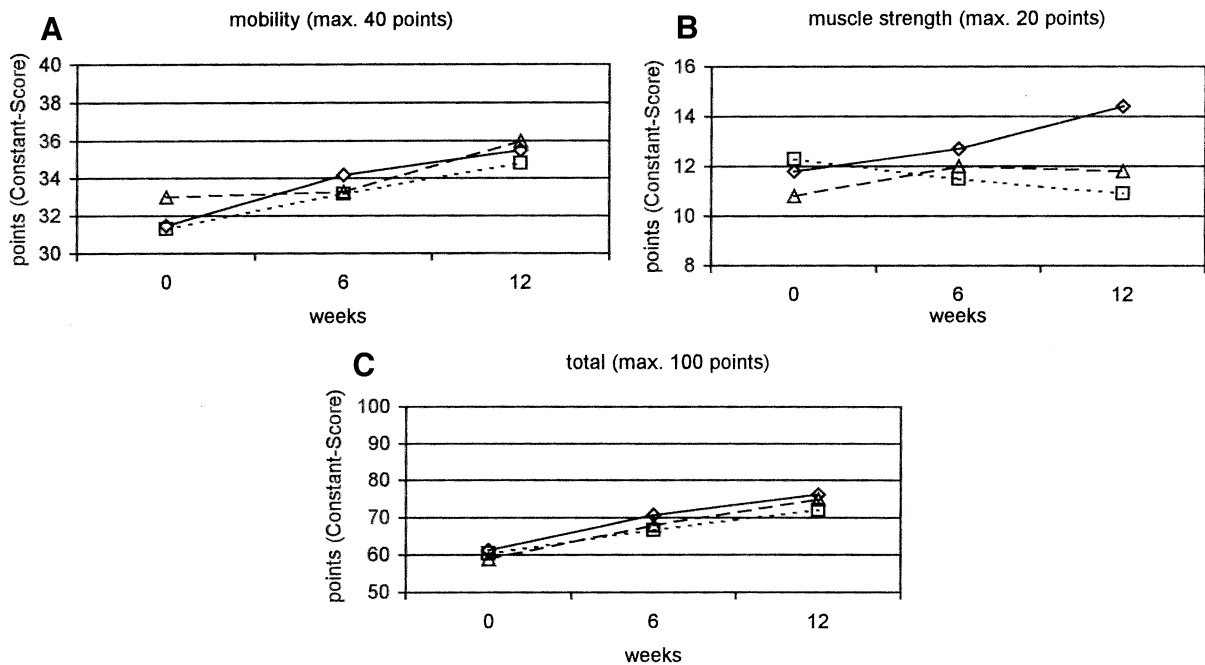 A
mobility (max. 40 points)
points (Constant-Score)
40
38
36
34
32
30
0 6 12
weeks
B
muscle strength (max. 20 points)
points (Constant-Score)
16
14
12
10
8
0 6 12
weeks
C
total (max. 100 points)
points (Constant-Score)
100
90
80
70
60
50
0 6 12
weeks